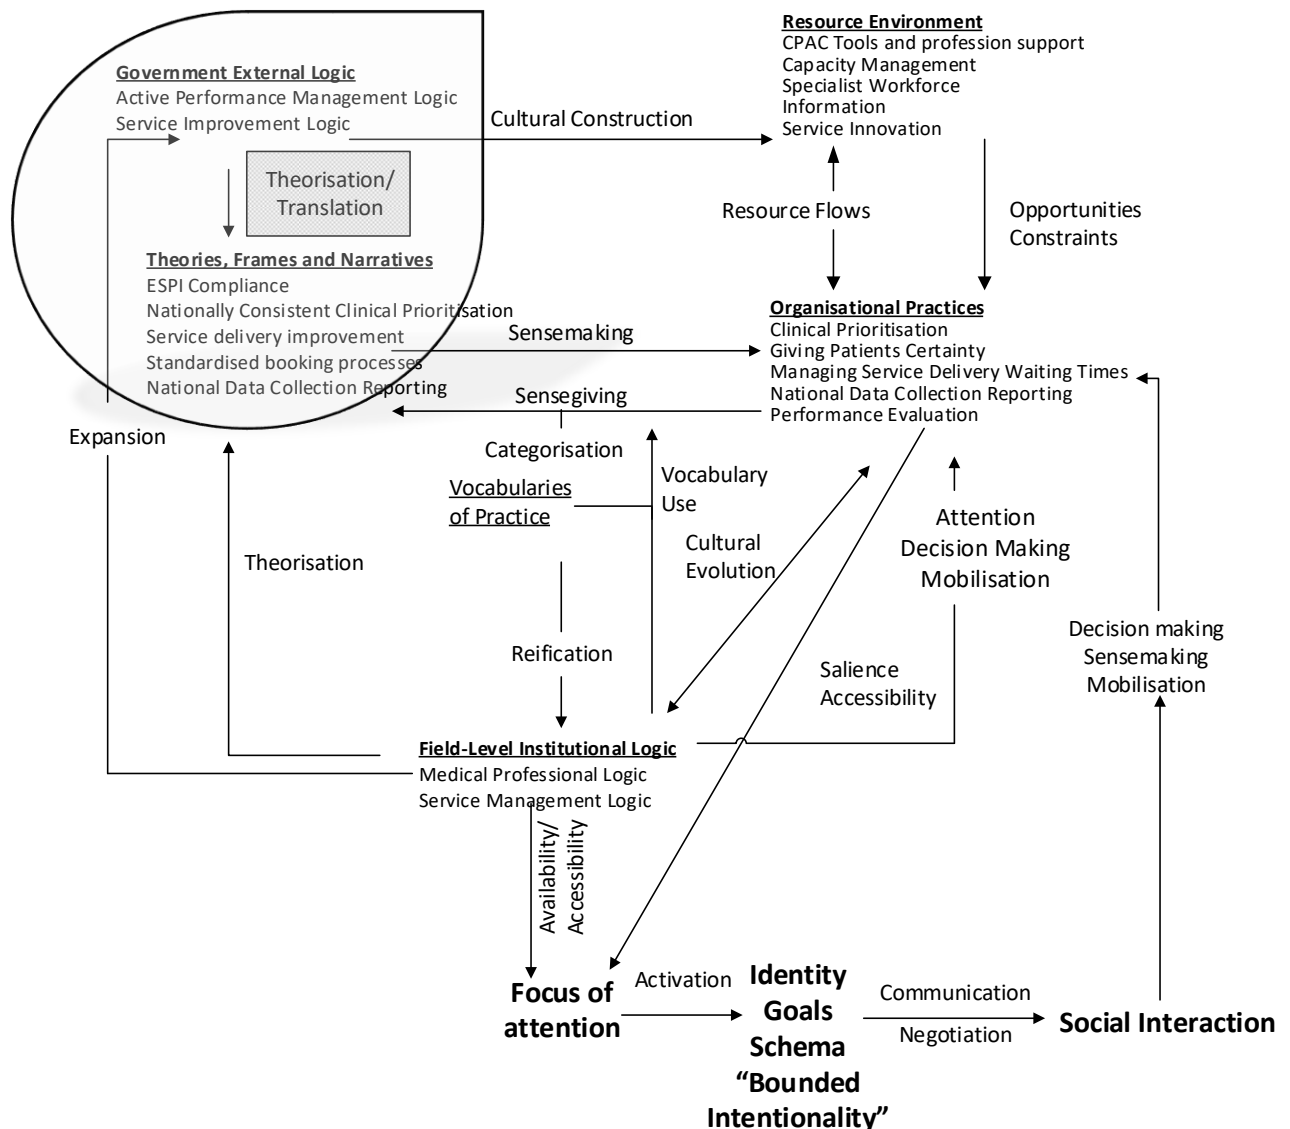 Resource Environment
CPAC Tools and profession support
Capacity Management
Specialist Workforce
Information
Service Innovation
Government External Logic
Active Performance Management Logic
Service Improvement Logic
Cultural Construction
Theorisation/
Translation
Resource Flows
Opportunities
Constraints
Theories, Frames and Narratives
ESPI Compliance
Nationally Consistent Clinical Prioritisation
Service delivery improvement
Standardised booking processes
National Data Collection Reporting
Sensemaking
Sensegiving
Organisational Practices
Clinical Prioritisation
Giving Patients Certainty
Managing Service Delivery Waiting Times
National Data Collection Reporting
Performance Evaluation
Expansion
Categorisation
Vocabularies
of Practice
Vocabulary
Use
Theorisation
Cultural
Evolution
Attention
Decision Making
Mobilisation
Reification
Salience
Accessibility
Decision making
Sensemaking
Mobilisation
Field-Level Institutional Logic
Medical Professional Logic
Service Management Logic
Availability/
Accessibility
Focus of
attention
Activation
Identity
Goals
Schema
“Bounded
Intentionality”
Communication
Negotiation
Social Interaction